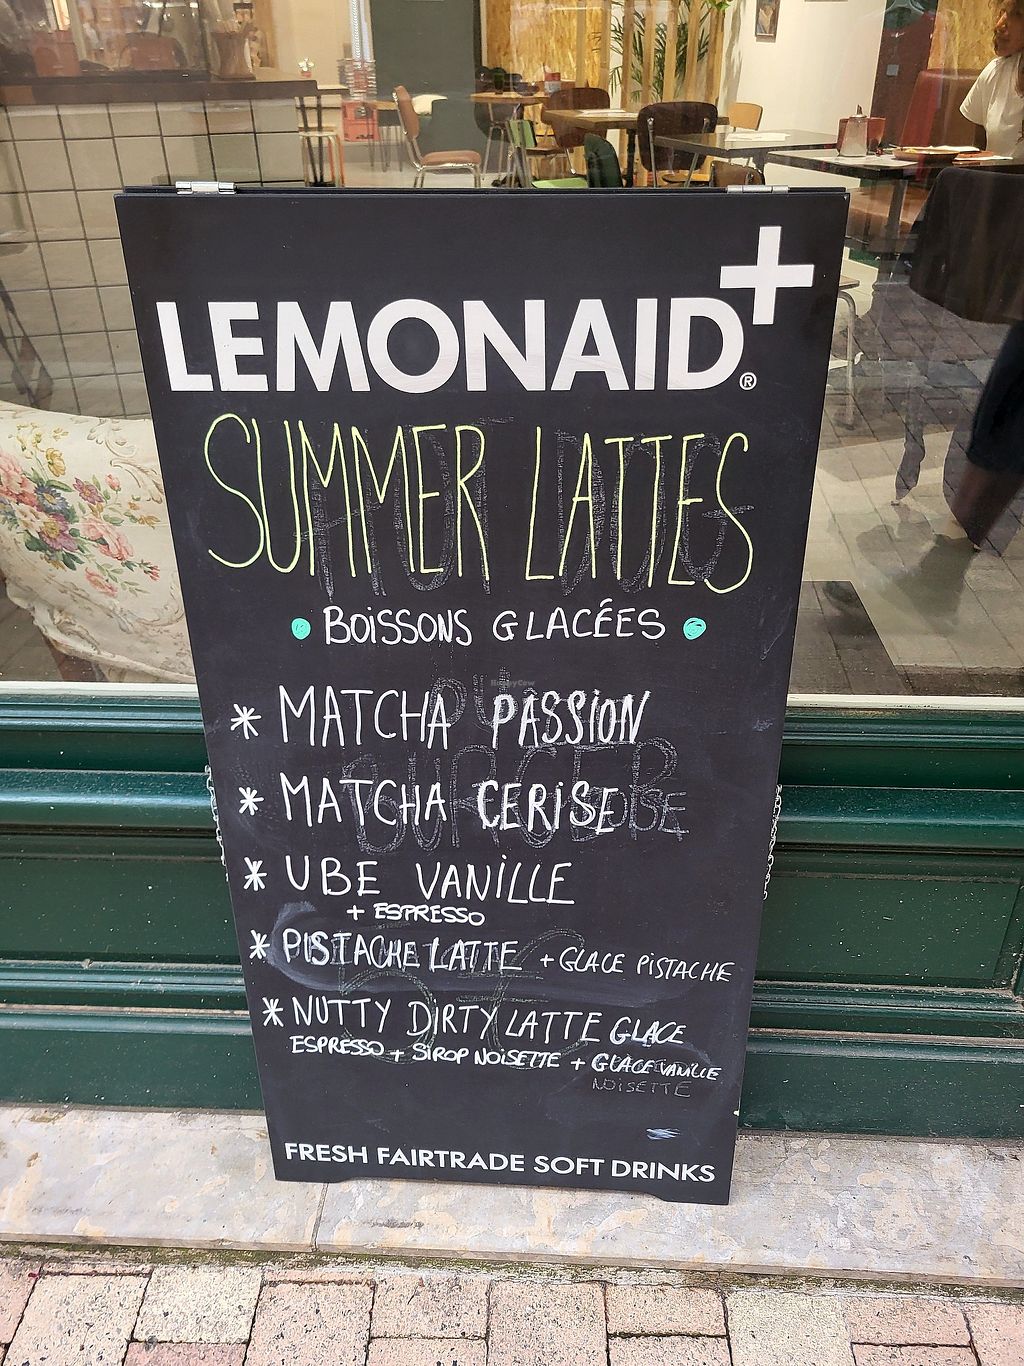 LEMONAID+®
SUMMER LATTES
BOISSONS GLACÉES
* MATCHA PASSION
* MATCHA CERISE
* UBE VANILLE
+ ESPRESSO
* PISTACHE LATTE + GLACE PISTACHE
* NUTTY DIRTY LATTE GLACE
ESPRESSO + SIROP NOISETTE + GLACE VANILLE
NOISETTE
FRESH FAIRTRADE SOFT DRINKS